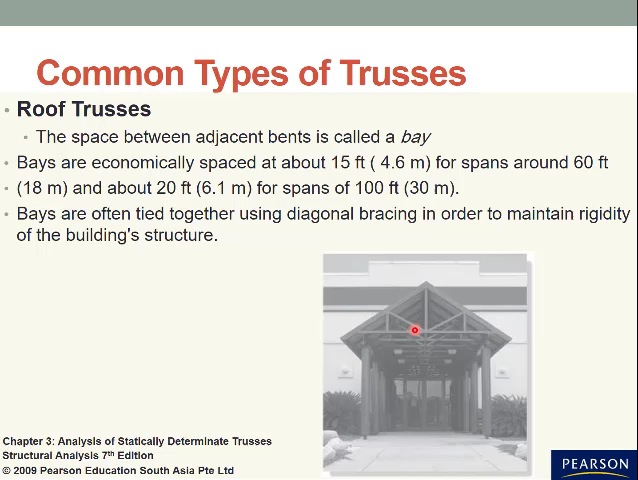 Common Types of Trusses
• Roof Trusses
• The space between adjacent bents is called a bay
• Bays are economically spaced at about 15 ft ( 4.6 m) for spans around 60 ft
• (18 m) and about 20 ft (6.1 m) for spans of 100 ft (30 m).
• Bays are often tied together using diagonal bracing in order to maintain rigidity
of the building's structure.
Chapter 3: Analysis of Statically Determinate Trusses
Structural Analysis 7th Edition
© 2009 Pearson Education South Asia Pte Ltd
PEARSON